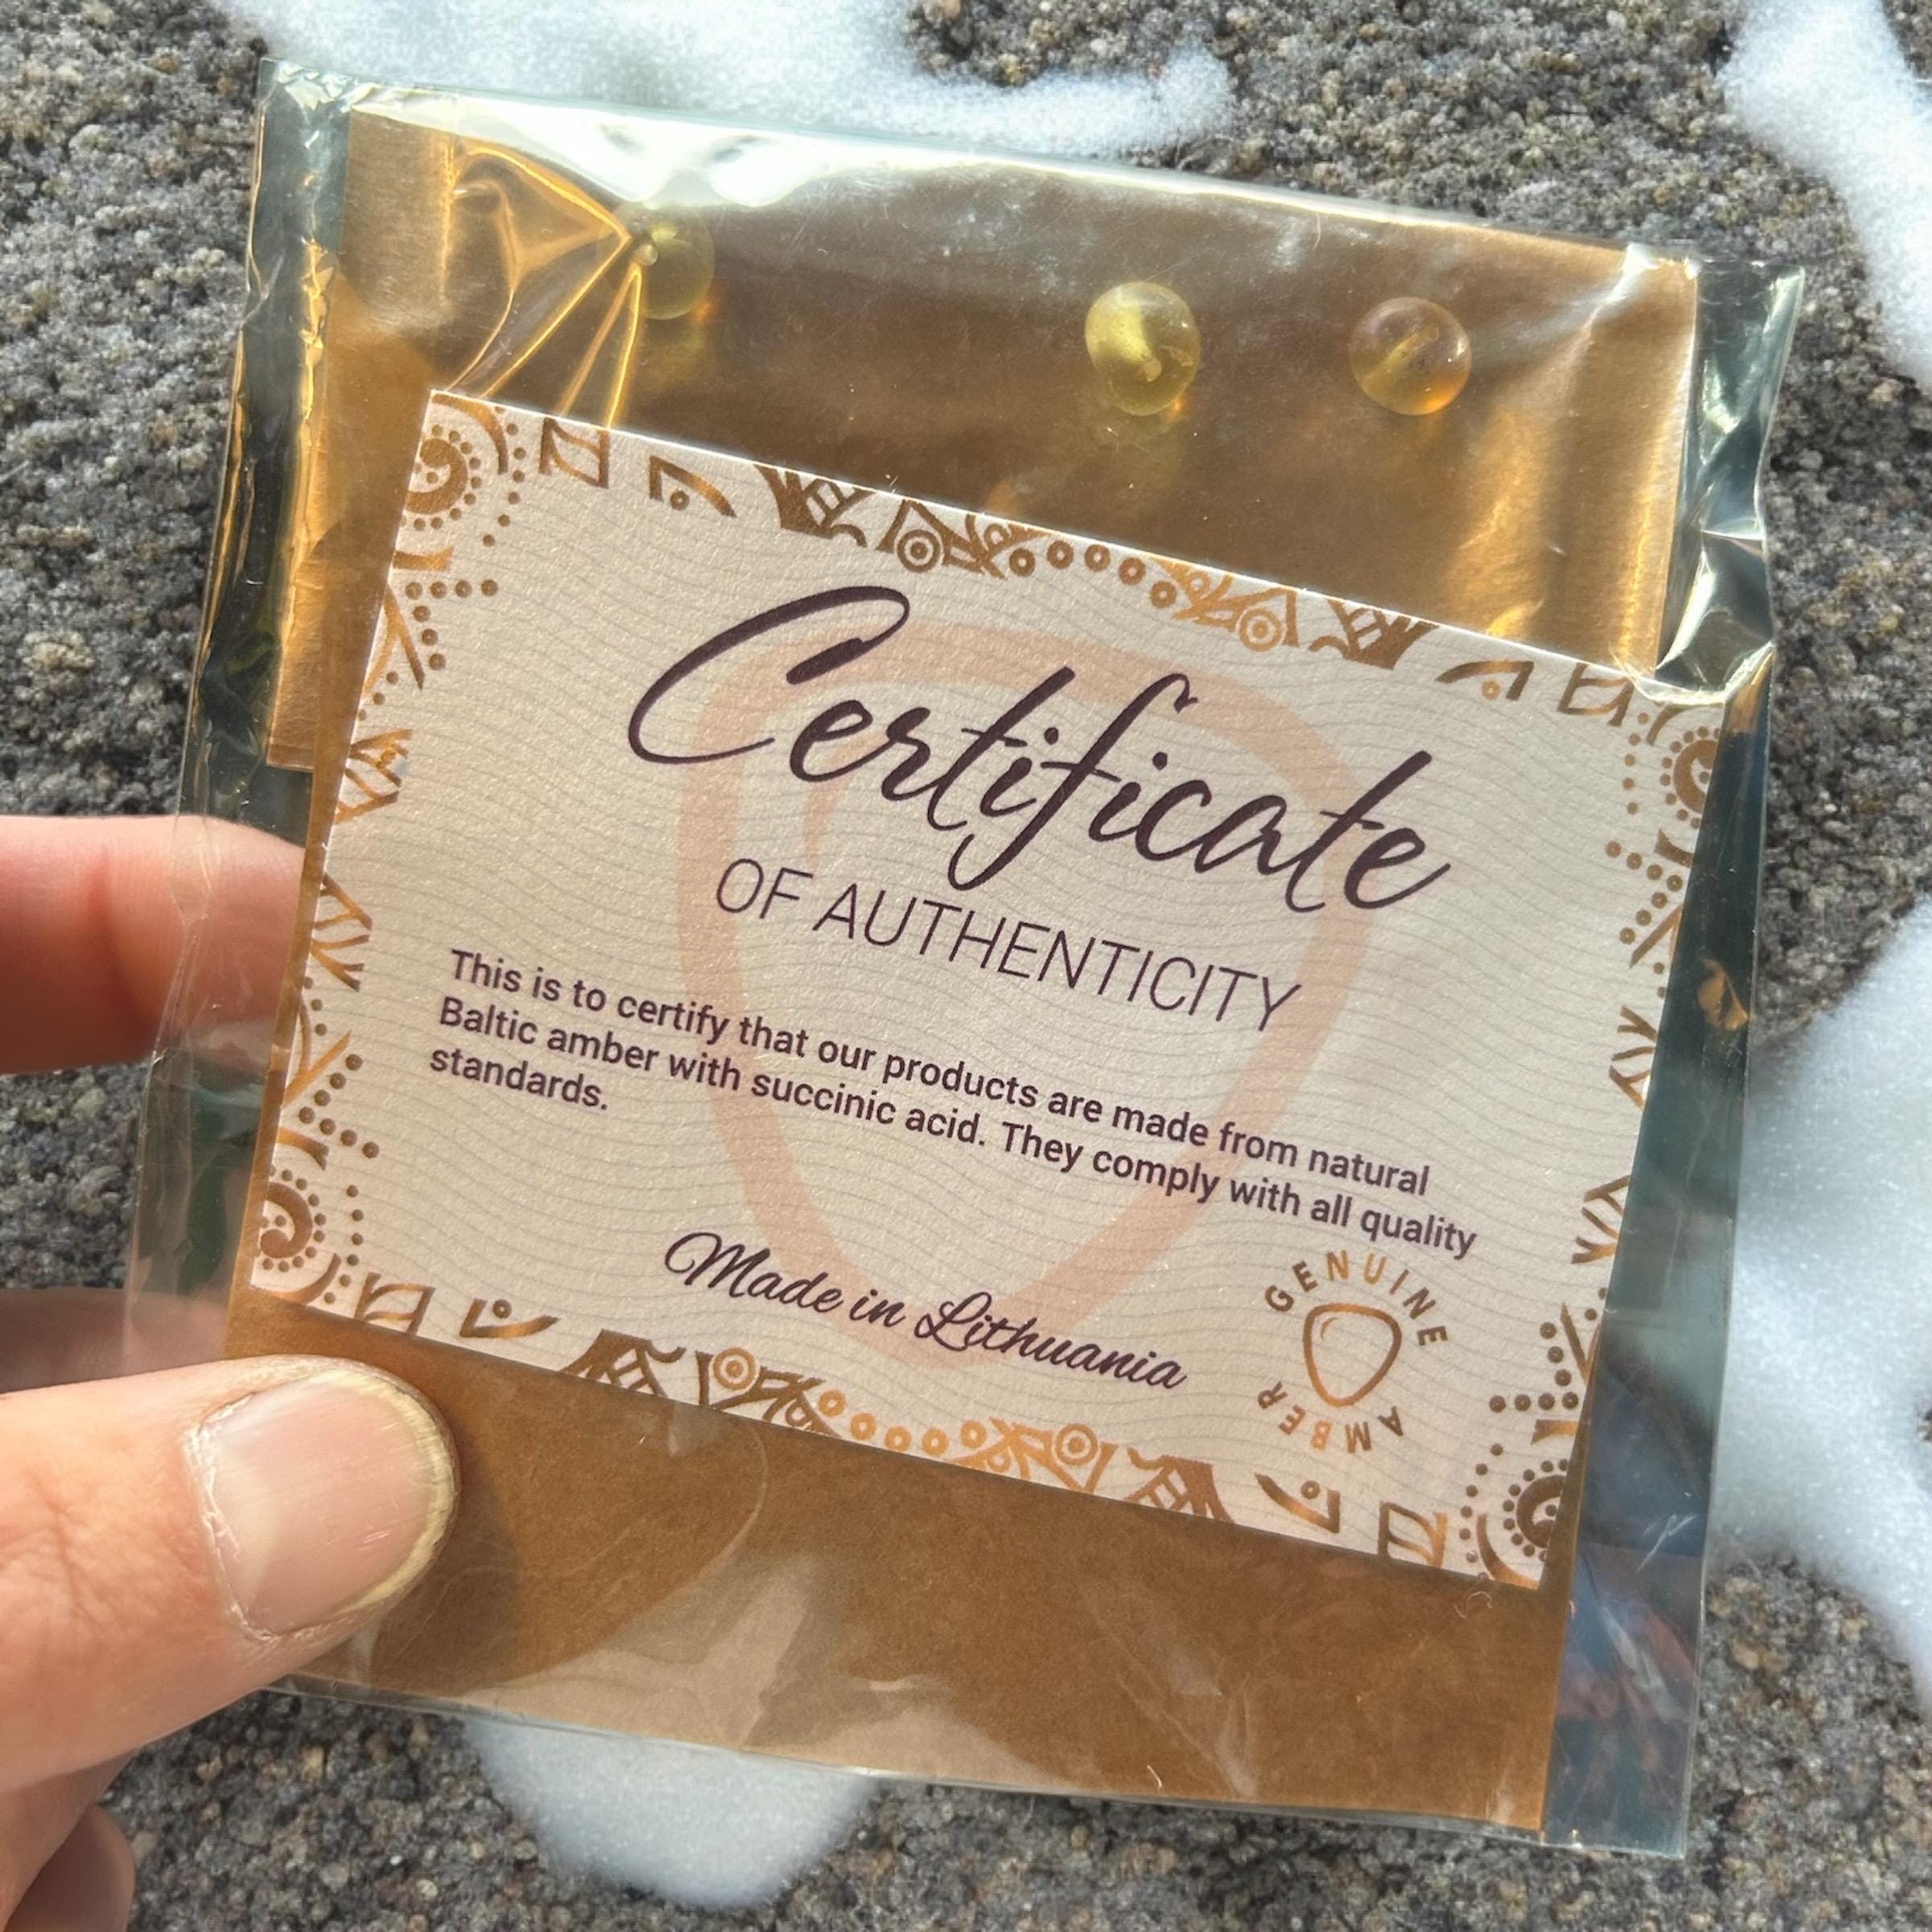 Certificate
OF AUTHENTICITY
This is to certify that our products are made from natural
Baltic amber with succinic acid. They comply with all quality
standards.
Made in Lithuania
GENUINE
AMBER